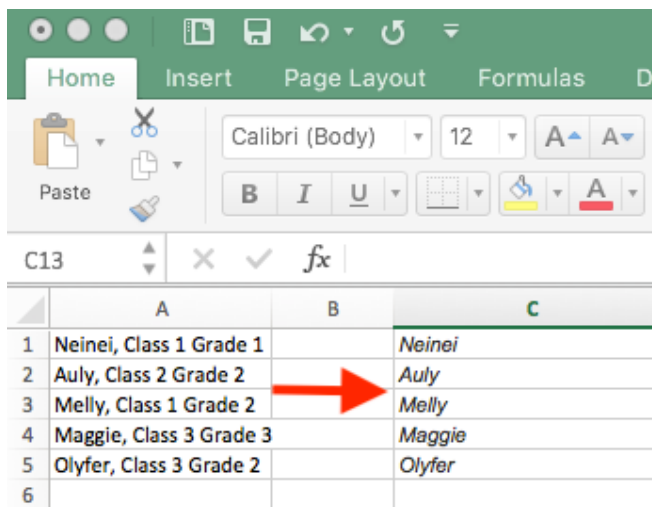 Home Insert Page Layout Formulas D
Calibri (Body) 12 A A
Paste B I U A
C13 fx
A B C
1 Neinei, Class 1 Grade 1 Neinei
2 Auly, Class 2 Grade 2 Auly
3 Melly, Class 1 Grade 2 Melly
4 Maggie, Class 3 Grade 3 Maggie
5 Olyfer, Class 3 Grade 2 Olyfer
6